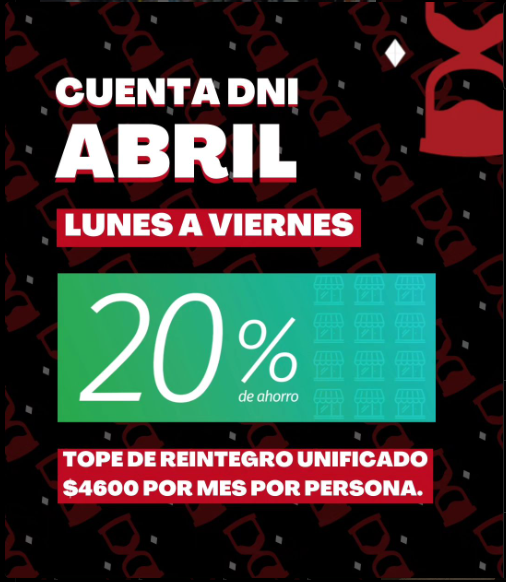 CUENTA DNI
ABRIL
LUNES A VIERNES
20%
de ahorro
TOPE DE REINTEGRO UNIFICADO
$4600 POR MES POR PERSONA.